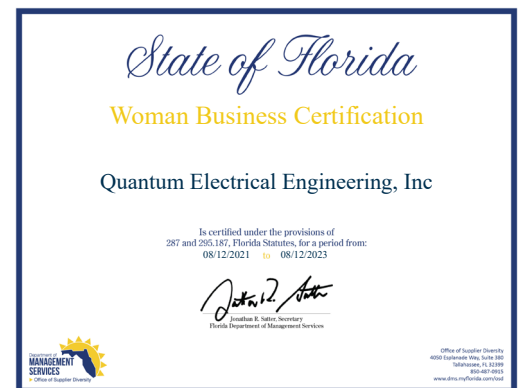 State of Florida
Woman Business Certification
Quantum Electrical Engineering, Inc
Is certified under the provisions of
287 and 295.187, Florida Statutes, for a period from:
08/12/2021 to 08/12/2023
Jonathan R. Satter, Secretary
Florida Department of Management Services
Department of
MANAGEMENT
SERVICES
Office of Supplier Diversity
Office of Supplier Diversity
4050 Esplanade Way, Suite 380
Tallahassee, FL 32399
850-487-0915
www.dms.myflorida.com/osd